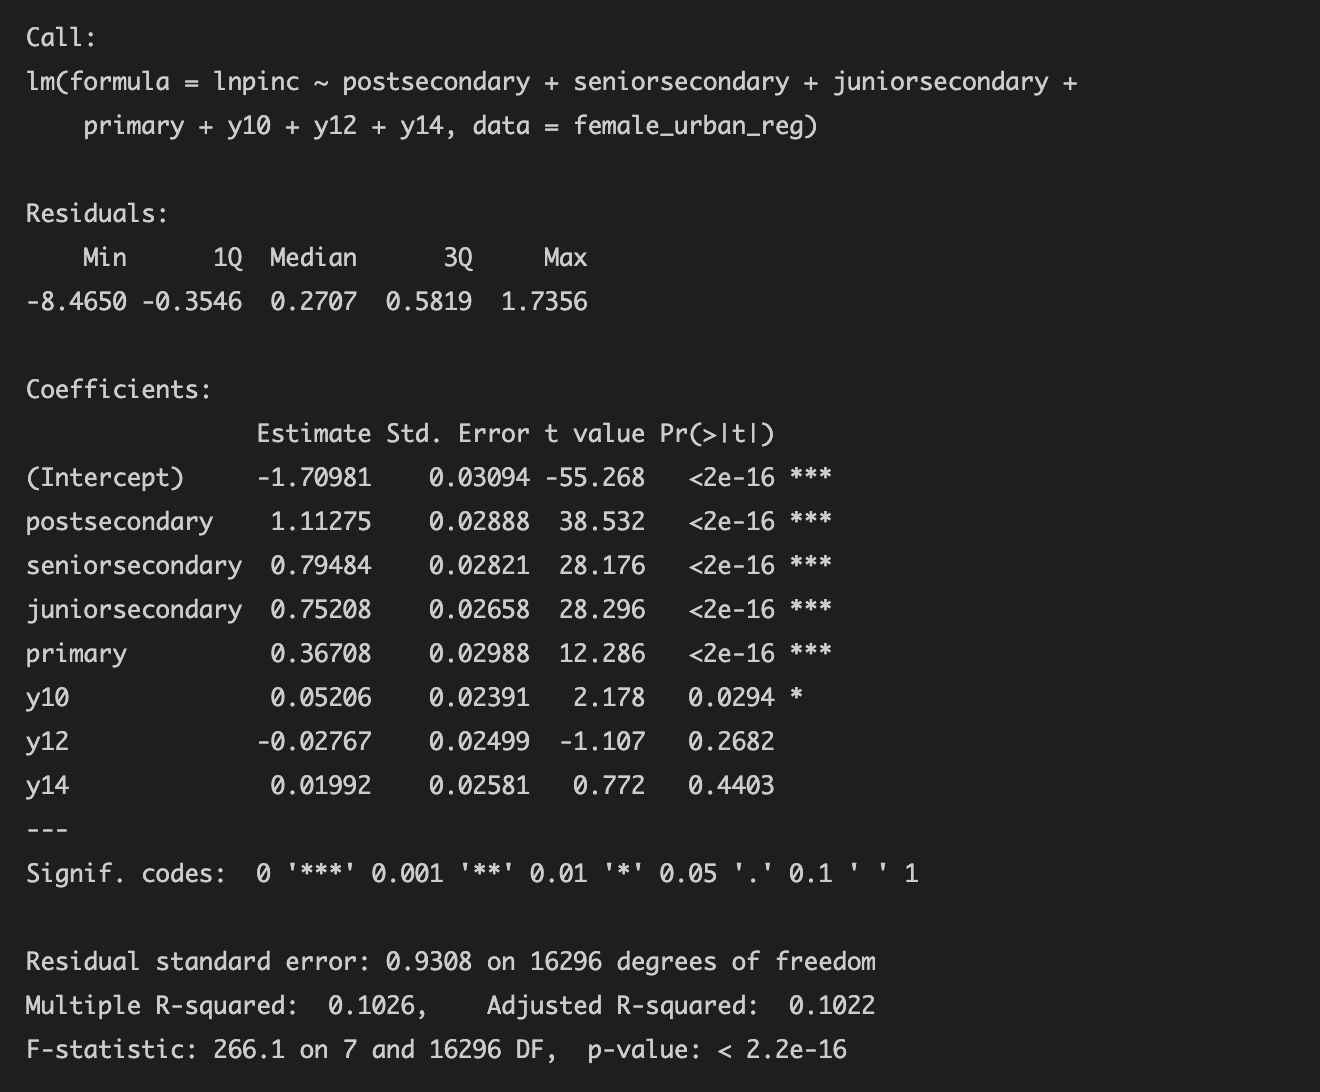 Call:
lm(formula = lnpinc ~ postsecondary + seniorsecondary + juniorsecondary +
    primary + y10 + y12 + y14, data = female_urban_reg)

Residuals:
    Min      1Q  Median      3Q     Max
-8.4650 -0.3546  0.2707  0.5819  1.7356

Coefficients:
                Estimate Std. Error t value Pr(>|t|)
(Intercept)     -1.70981    0.03094 -55.268   <2e-16 ***
postsecondary    1.11275    0.02888  38.532   <2e-16 ***
seniorsecondary  0.79484    0.02821  28.176   <2e-16 ***
juniorsecondary  0.75208    0.02658  28.296   <2e-16 ***
primary          0.36708    0.02988  12.286   <2e-16 ***
y10              0.05206    0.02391   2.178   0.0294 *
y12             -0.02767    0.02499  -1.107   0.2682
y14              0.01992    0.02581   0.772   0.4403
---
Signif. codes:  0 '***' 0.001 '**' 0.01 '*' 0.05 '.' 0.1 ' ' 1

Residual standard error: 0.9308 on 16296 degrees of freedom
Multiple R-squared:  0.1026,    Adjusted R-squared:  0.1022
F-statistic: 266.1 on 7 and 16296 DF,  p-value: < 2.2e-16